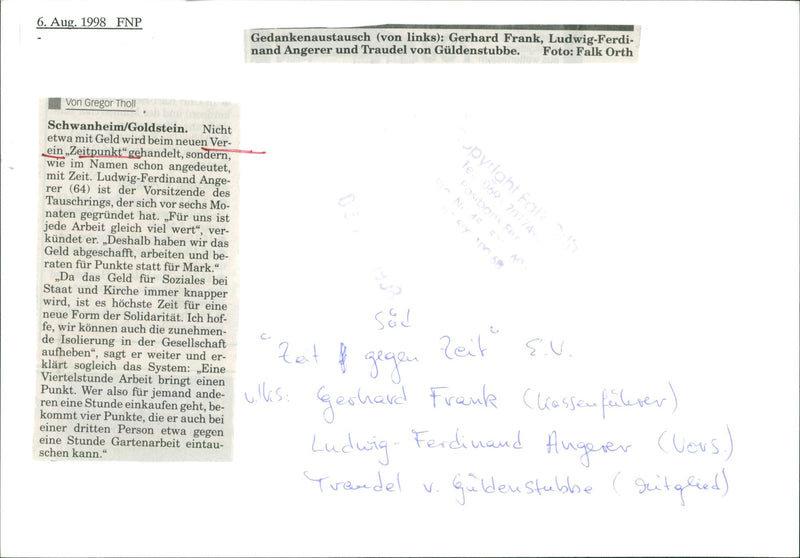 6. Aug. 1998 FNP
-
Gedankenaustausch (von links): Gerhard Frank, Ludwig-Ferdi-
nand Angerer und Traudel von Güldenstubbe. Foto: Falk Orth
Von Gregor Tholl
Schwanheim/Goldstein. Nicht
etwa mit Geld wird beim neuen Ver-
ein „Zeitpunkt" gehandelt, sondern,
wie im Namen schon angedeutet,
mit Zeit. Ludwig-Ferdinand Ange-
rer (64) ist der Vorsitzende des
Tauschrings, der sich vor sechs Mo-
naten gegründet hat. „Für uns ist
jede Arbeit gleich viel wert", ver-
kündet er. „Deshalb haben wir das
Geld abgeschafft, arbeiten und be-
raten für Punkte statt für Mark."
„Da das Geld für Soziales bei
Staat und Kirche immer knapper
wird, ist es höchste Zeit für eine
neue Form der Solidarität. Ich hof-
fe, wir können auch die zunehmen-
de Isolierung in der Gesellschaft
aufheben", sagt er weiter und er-
klärt sogleich das System: „Eine
Viertelstunde Arbeit bringt einen
Punkt. Wer also für jemand ande-
ren eine Stunde einkaufen geht, be-
kommt vier Punkte, die er auch bei
einer dritten Person etwa gegen
eine Stunde Gartenarbeit eintau-
schen kann."
Copyright Falk Orth
Süd
"Zeit gegen Zeit" E.V.
v.lks: Gerhard Frank (Kassenführer)
Ludwig-Ferdinand Angerer (Vors.)
Traudel v. Güldenstubbe (Mitglied)